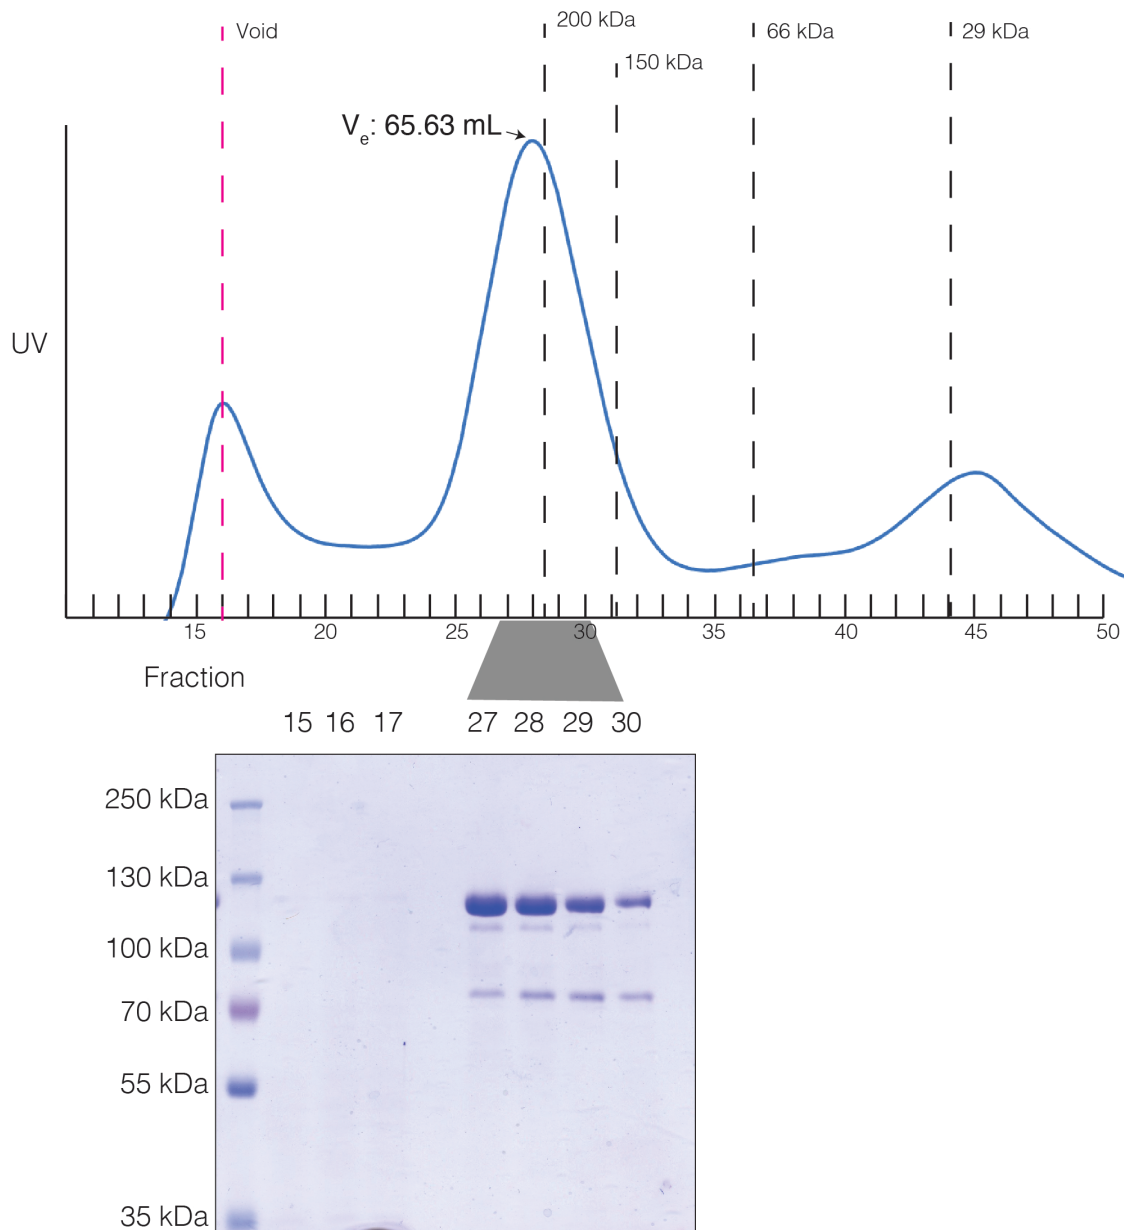 Void
200 kDa
150 kDa
66 kDa
29 kDa
Ve: 65.63 mL
UV
15 20 25 30 35 40 45 50
Fraction
15 16 17 27 28 29 30
250 kDa
130 kDa
100 kDa
70 kDa
55 kDa
35 kDa